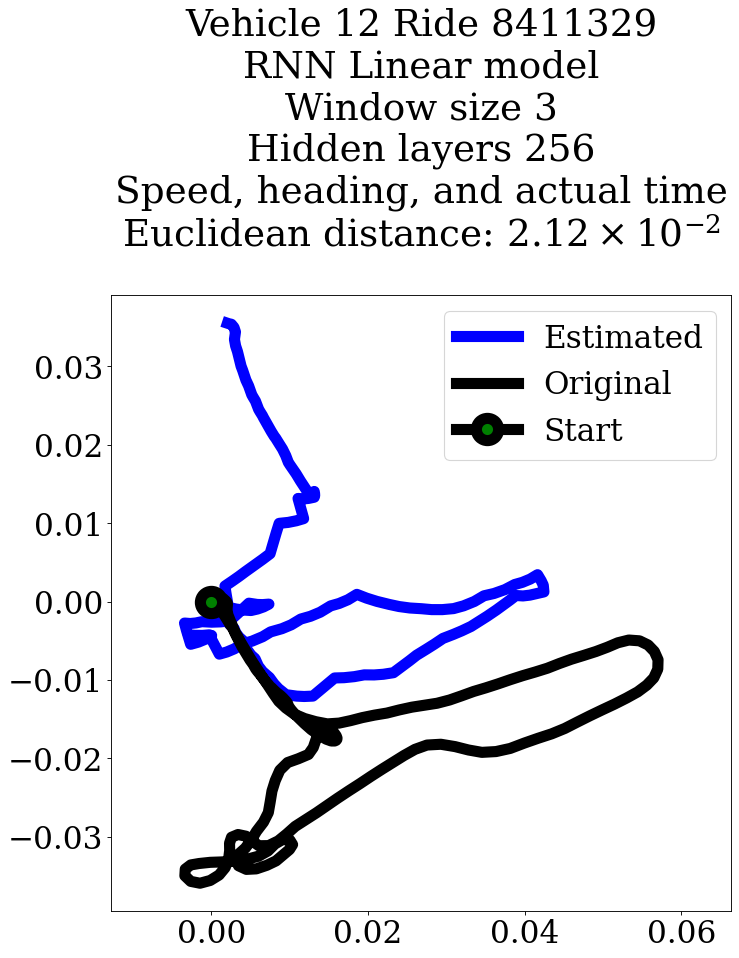 Vehicle 12 Ride 8411329
RNN Linear model
Window size 3
Hidden layers 256
Speed, heading, and actual time
Euclidean distance: 2.12 × 10⁻²
Estimated
Original
Start
0.03
0.02
0.01
0.00
−0.01
−0.02
−0.03
0.00 0.02 0.04 0.06